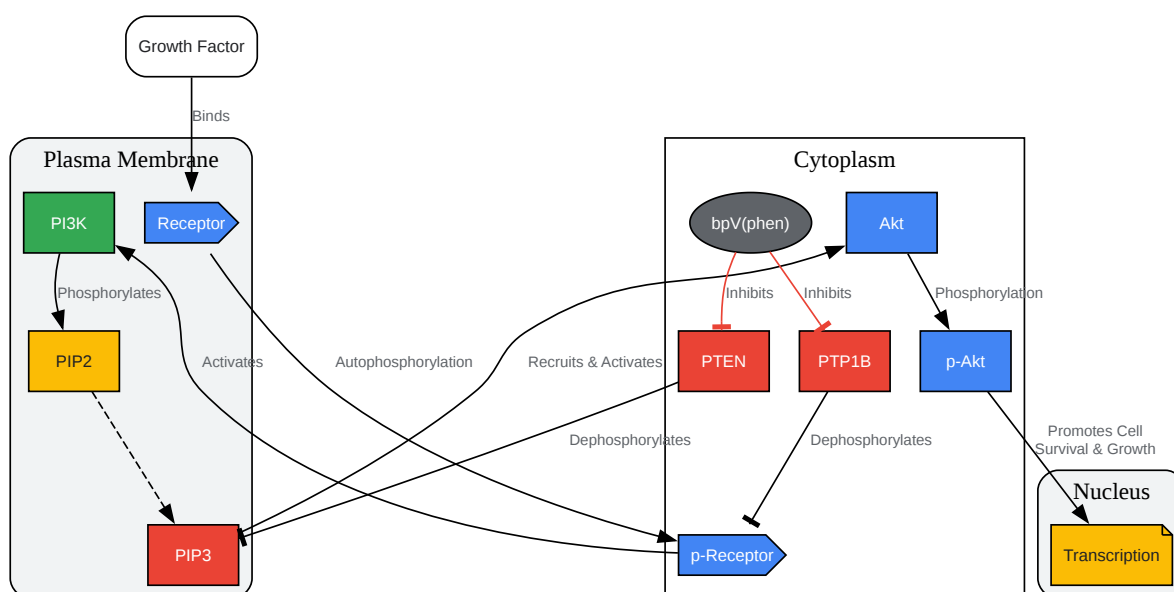 Growth Factor
Binds
Plasma Membrane
Cytoplasm
PI3K
Receptor
bpV(phen)
Akt
Phosphorylates
Inhibits
Inhibits
Phosphorylation
PIP2
Activates
Autophosphorylation
Recruits & Activates
PTEN
PTP1B
p-Akt
Dephosphorylates
Dephosphorylates
Promotes Cell
Survival & Growth
Nucleus
PIP3
p-Receptor
Transcription